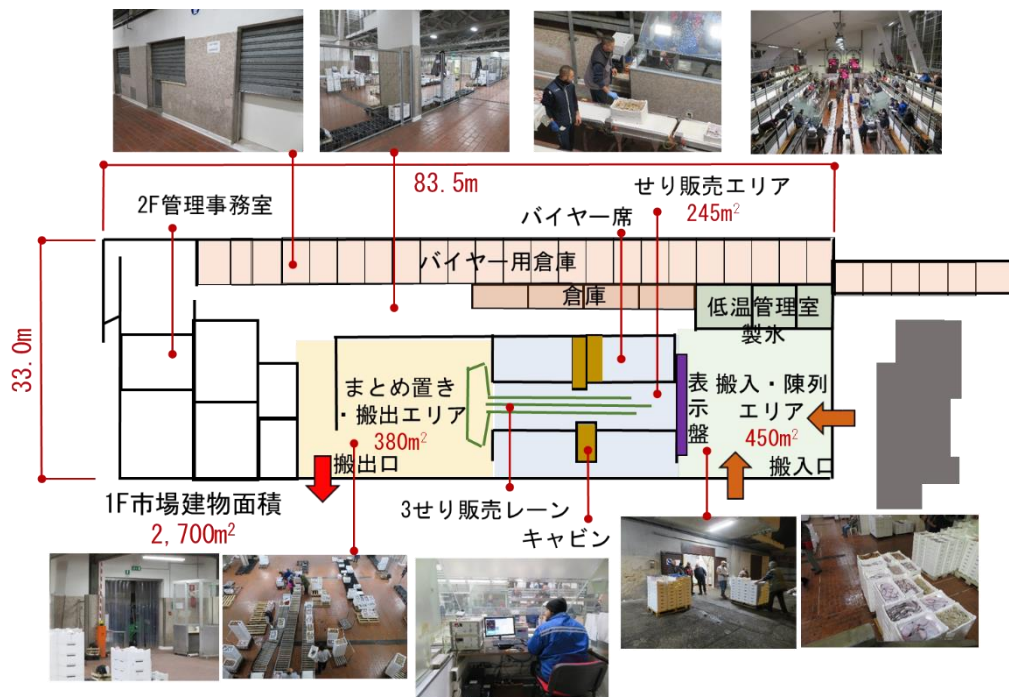 83.5m
2F管理事務室
バイヤー席
せり販売エリア
245m²
33.0m
バイヤー用倉庫
倉庫
低温管理室
製氷
まとめ置き
・搬出エリア
380m²
表示盤
搬入・陳列
エリア
450m²
搬出口
搬入口
1F市場建物面積
2,700m²
3せり販売レーン
キャビン